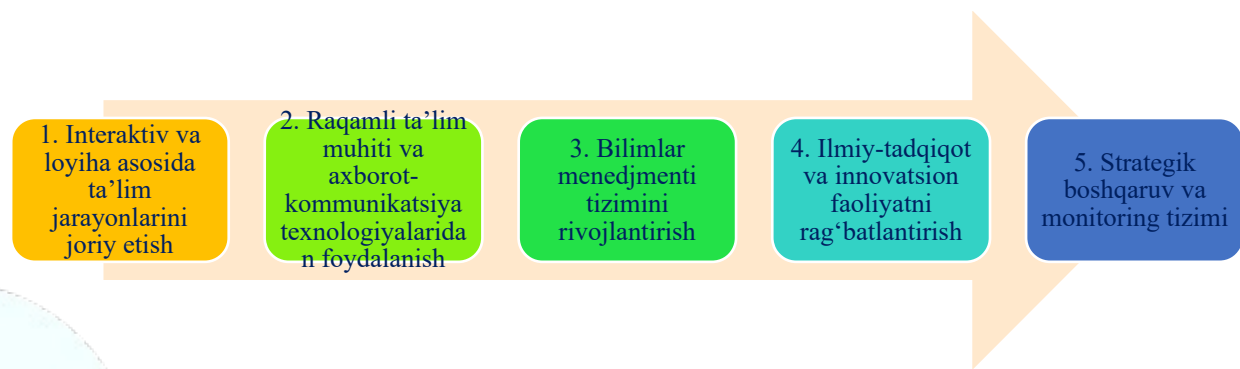 1. Interaktiv va
loyiha asosida
ta’lim
jarayonlarini
joriy etish
2. Raqamli ta’lim
muhiti va
axborot-
kommunikatsiya
texnologiyalarida
n foydalanish
3. Bilimlar
menedjmenti
tizimini
rivojlantirish
4. Ilmiy-tadqiqot
va innovatsion
faoliyatni
rag‘batlantirish
5. Strategik
boshqaruv va
monitoring tizimi